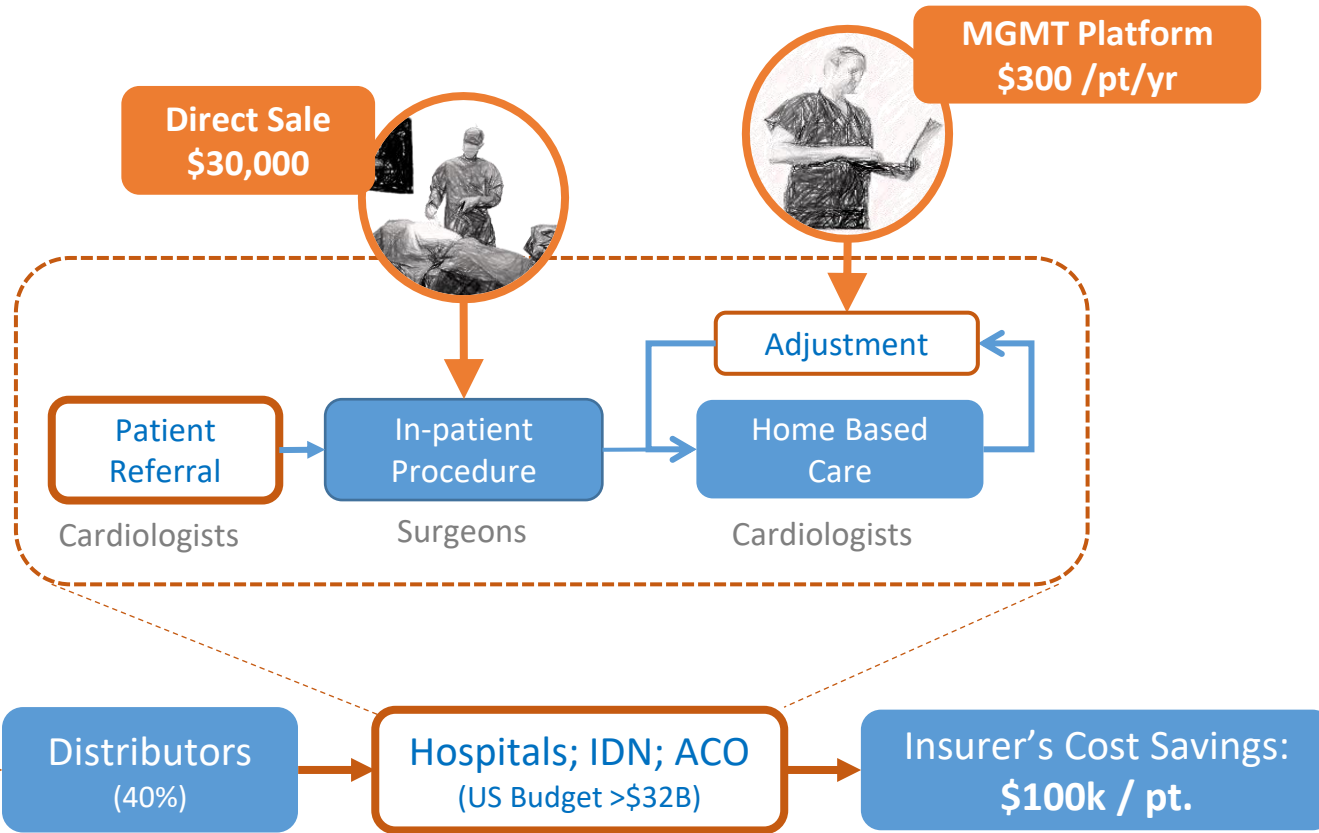 MGMT Platform
$300 /pt/yr
Direct Sale
$30,000
Adjustment
Patient
Referral
In-patient
Procedure
Home Based
Care
Cardiologists
Surgeons
Cardiologists
Distributors
(40%)
Hospitals; IDN; ACO
(US Budget >$32B)
Insurer’s Cost Savings:
$100k / pt.